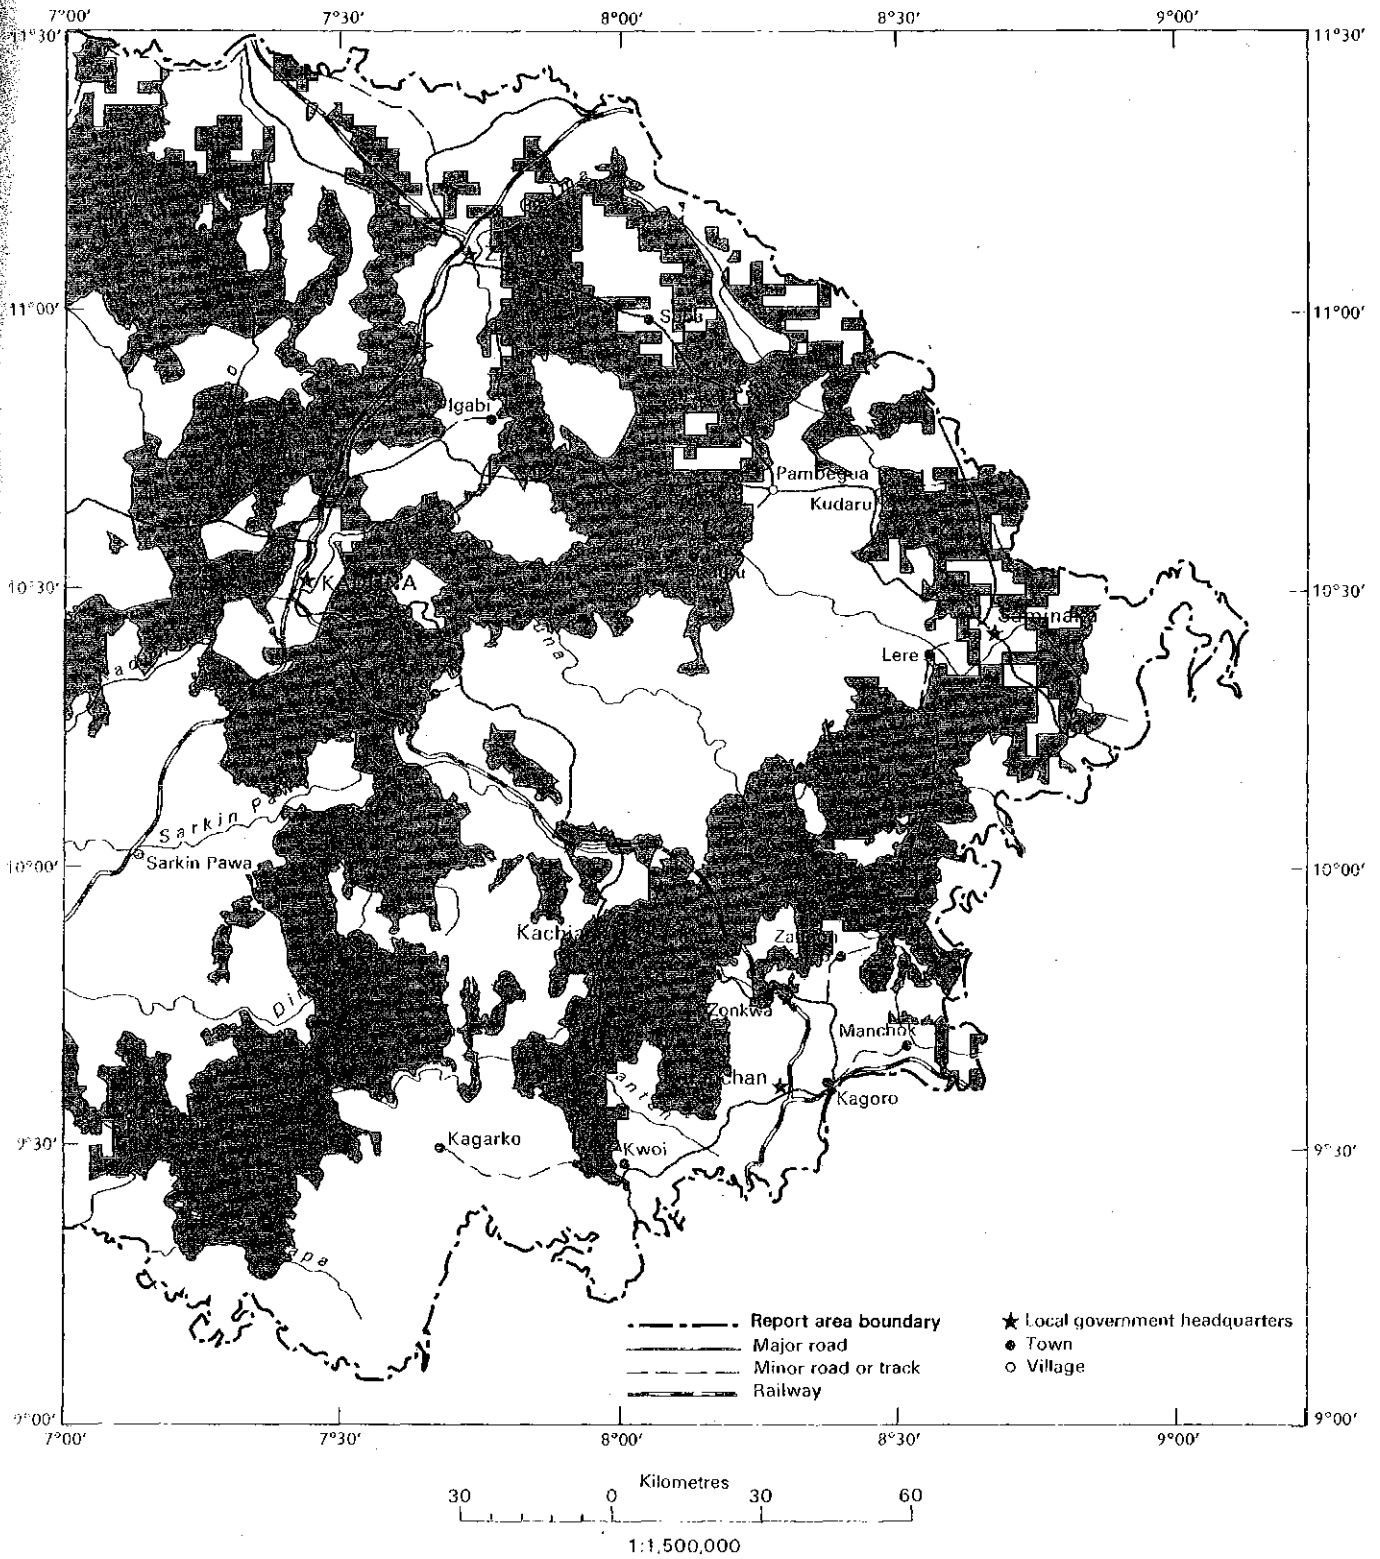 7°00′ 7°30′ 8°00′ 8°30′ 9°00′
11°30′ 11°30′
11°00′ 11°00′
Igabi
Pambegua
Kudaru
KADUNA
10°30′ 10°30′
Saminaka
Lere
Sarkin Pawa
Sarkin Pawa
10°00′ 10°00′
Kachia
Zonkwa
Manchok
Kagoro
Kagarko
Kwoi
9°30′ 9°30′
Report area boundary
Major road
Minor road or track
Railway
Local government headquarters
Town
Village
9°00′ 9°00′
7°00′ 7°30′ 8°00′ 8°30′ 9°00′
Kilometres
30 0 30 60
1:1,500,000